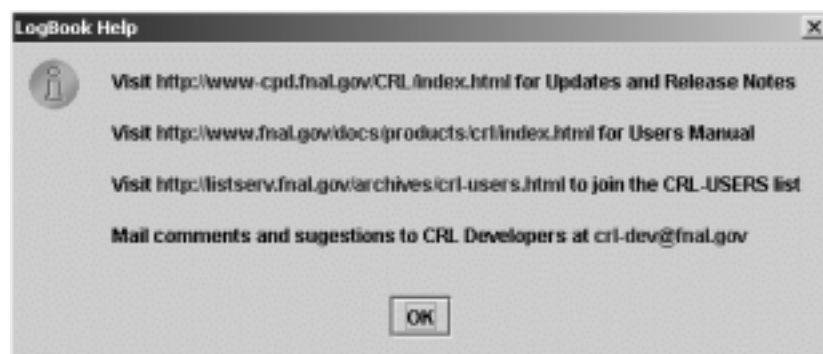 LogBook Help
Visit http://www-cpd.fnal.gov/CRL/index.html for Updates and Release Notes
Visit http://www.fnal.gov/docs/products/crl/index.html for Users Manual
Visit http://listserv.fnal.gov/archives/crl-users.html to join the CRL-USERS list
Mail comments and sugestions to CRL Developers at crl-dev@fnal.gov
OK